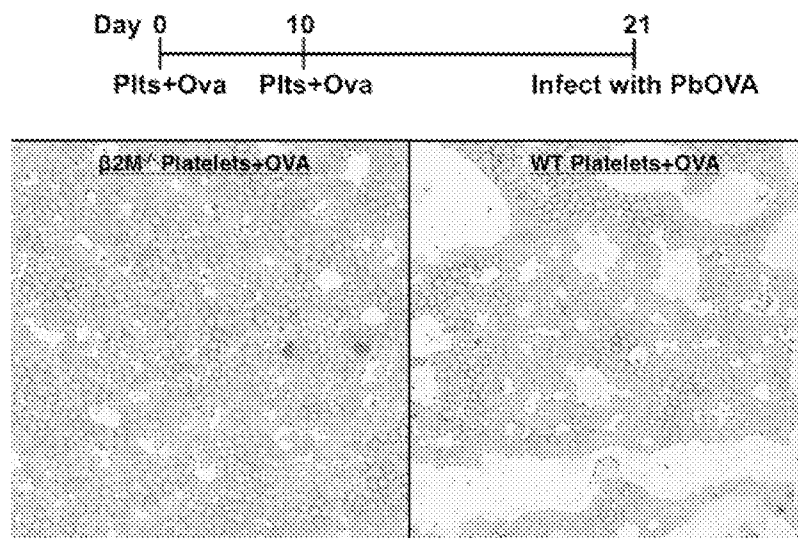 Day 0 10 21
Plts+Ova Plts+Ova Infect with PbOVA
β2M-/- Platelets+OVA WT Platelets+OVA